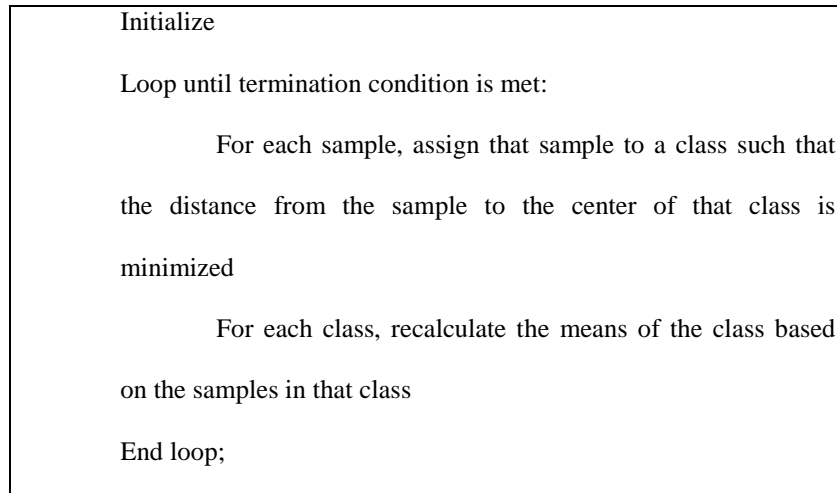 Initialize
Loop until termination condition is met:
For each sample, assign that sample to a class such that
the distance from the sample to the center of that class is
minimized
For each class, recalculate the means of the class based
on the samples in that class
End loop;